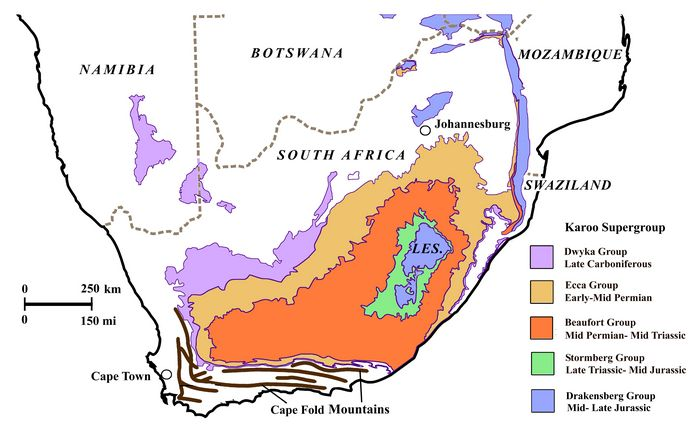 BOTSWANA
MOZAMBIQUE
NAMIBIA
Johannesburg
SOUTH AFRICA
SWAZILAND
LES.
Karoo Supergroup
Dwyka Group
Late Carboniferous
Ecca Group
Early-Mid Permian
Beaufort Group
Mid Permian- Mid Triassic
Stormberg Group
Late Triassic- Mid Jurassic
Drakensberg Group
Mid- Late Jurassic
0 250 km
0 150 mi
Cape Town
Cape Fold Mountains